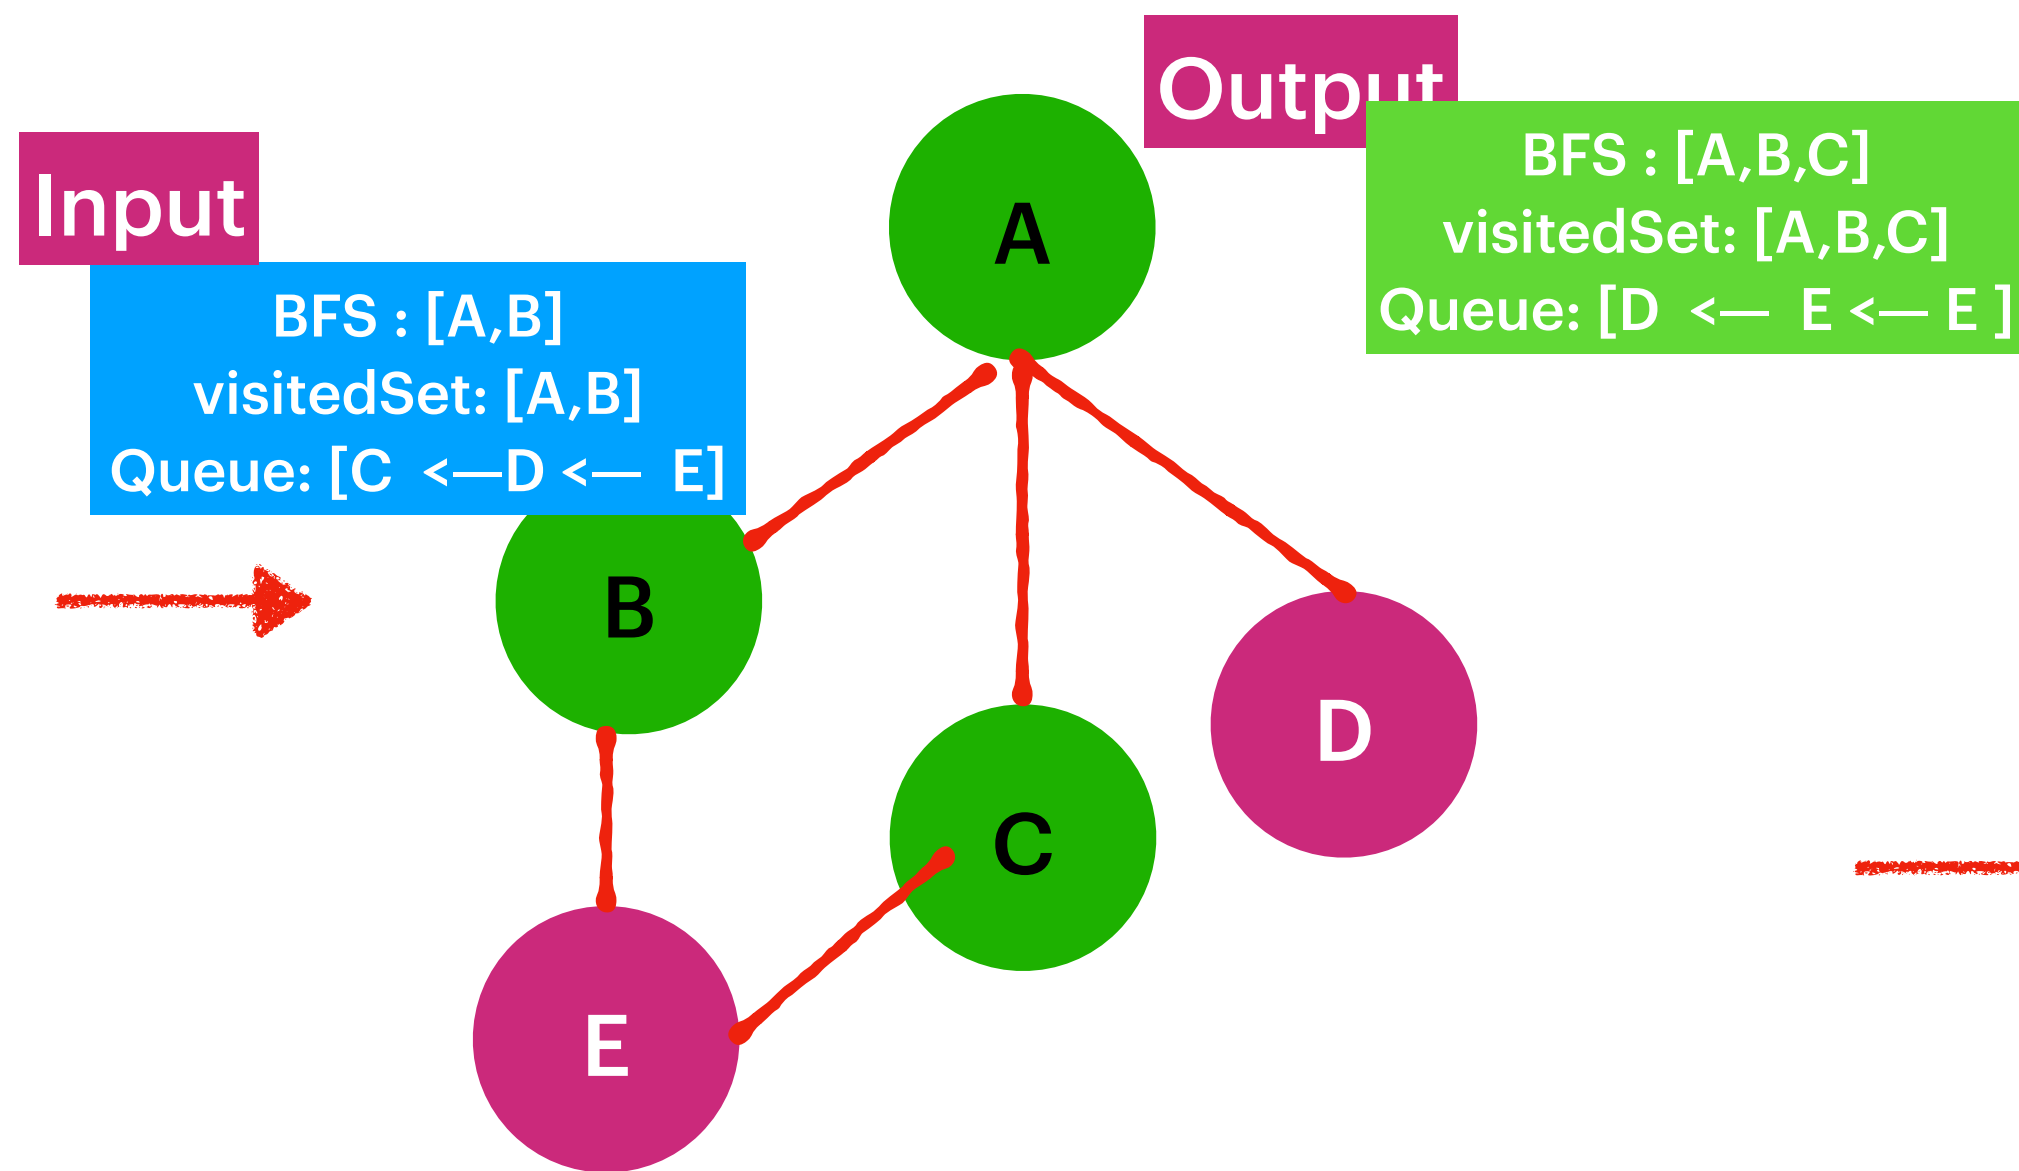 Input
BFS : [A,B]
visitedSet: [A,B]
Queue: [C <—D <— E]
Output
BFS : [A,B,C]
visitedSet: [A,B,C]
Queue: [D <— E <— E ]
A
B
D
C
E